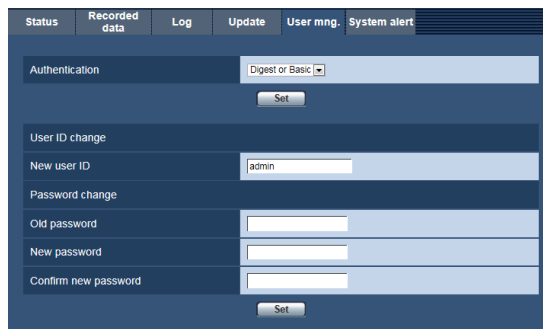 Status Recorded data Log Update User mng. System alert
Authentication Digest or Basic
Set
User ID change
New user ID admin
Password change
Old password
New password
Confirm new password
Set